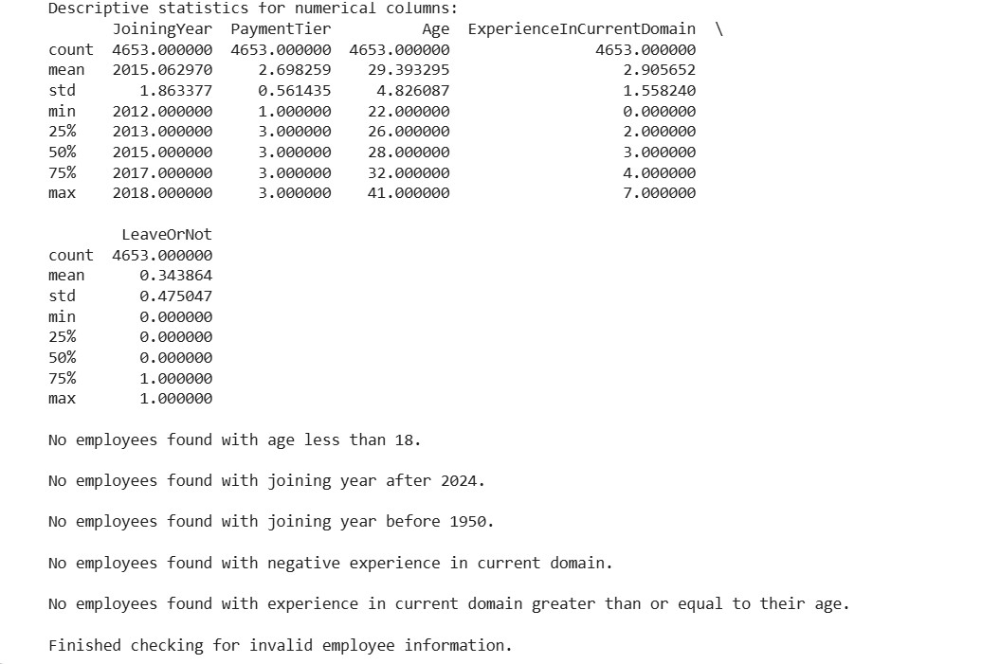 Descriptive statistics for numerical columns:
JoiningYear PaymentTier Age ExperienceInCurrentDomain \
count 4653.000000 4653.000000 4653.000000 4653.000000
mean 2015.062970 2.698259 29.393295 2.905652
std 1.863377 0.561435 4.826087 1.558240
min 2012.000000 1.000000 22.000000 0.000000
25% 2013.000000 3.000000 26.000000 2.000000
50% 2015.000000 3.000000 28.000000 3.000000
75% 2017.000000 3.000000 32.000000 4.000000
max 2018.000000 3.000000 41.000000 7.000000
LeaveOrNot
count 4653.000000
mean 0.343864
std 0.475047
min 0.000000
25% 0.000000
50% 0.000000
75% 1.000000
max 1.000000
No employees found with age less than 18.
No employees found with joining year after 2024.
No employees found with joining year before 1950.
No employees found with negative experience in current domain.
No employees found with experience in current domain greater than or equal to their age.
Finished checking for invalid employee information.